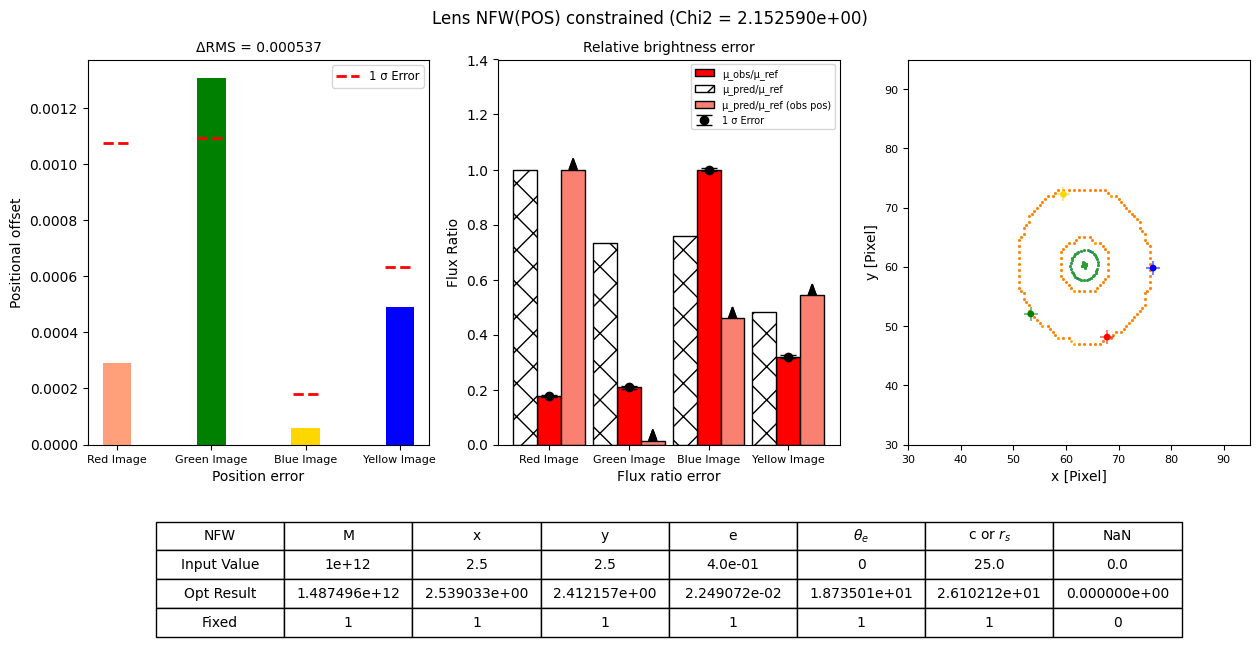 Lens NFW(POS) constrained (Chi2 = 2.152590e+00)
ΔRMS = 0.000537
1 σ Error
0.0012
0.0010
0.0008
0.0006
0.0004
0.0002
0.0000
Positional offset
Red Image Green Image Blue Image Yellow Image
Position error
Relative brightness error
μ_obs/μ_ref
μ_pred/μ_ref
μ_pred/μ_ref (obs pos)
1 σ Error
1.4
1.2
1.0
0.8
0.6
0.4
0.2
0.0
Flux Ratio
Red Image Green Image Blue Image Yellow Image
Flux ratio error
90
80
70
60
50
40
30
y [Pixel]
30 40 50 60 70 80 90
x [Pixel]
NFW M x y e θ_e c or r_s NaN
Input Value 1e+12 2.5 2.5 4.0e-01 0 25.0 0.0
Opt Result 1.487496e+12 2.539033e+00 2.412157e+00 2.249072e-02 1.873501e+01 2.610212e+01 0.000000e+00
Fixed 1 1 1 1 1 1 0